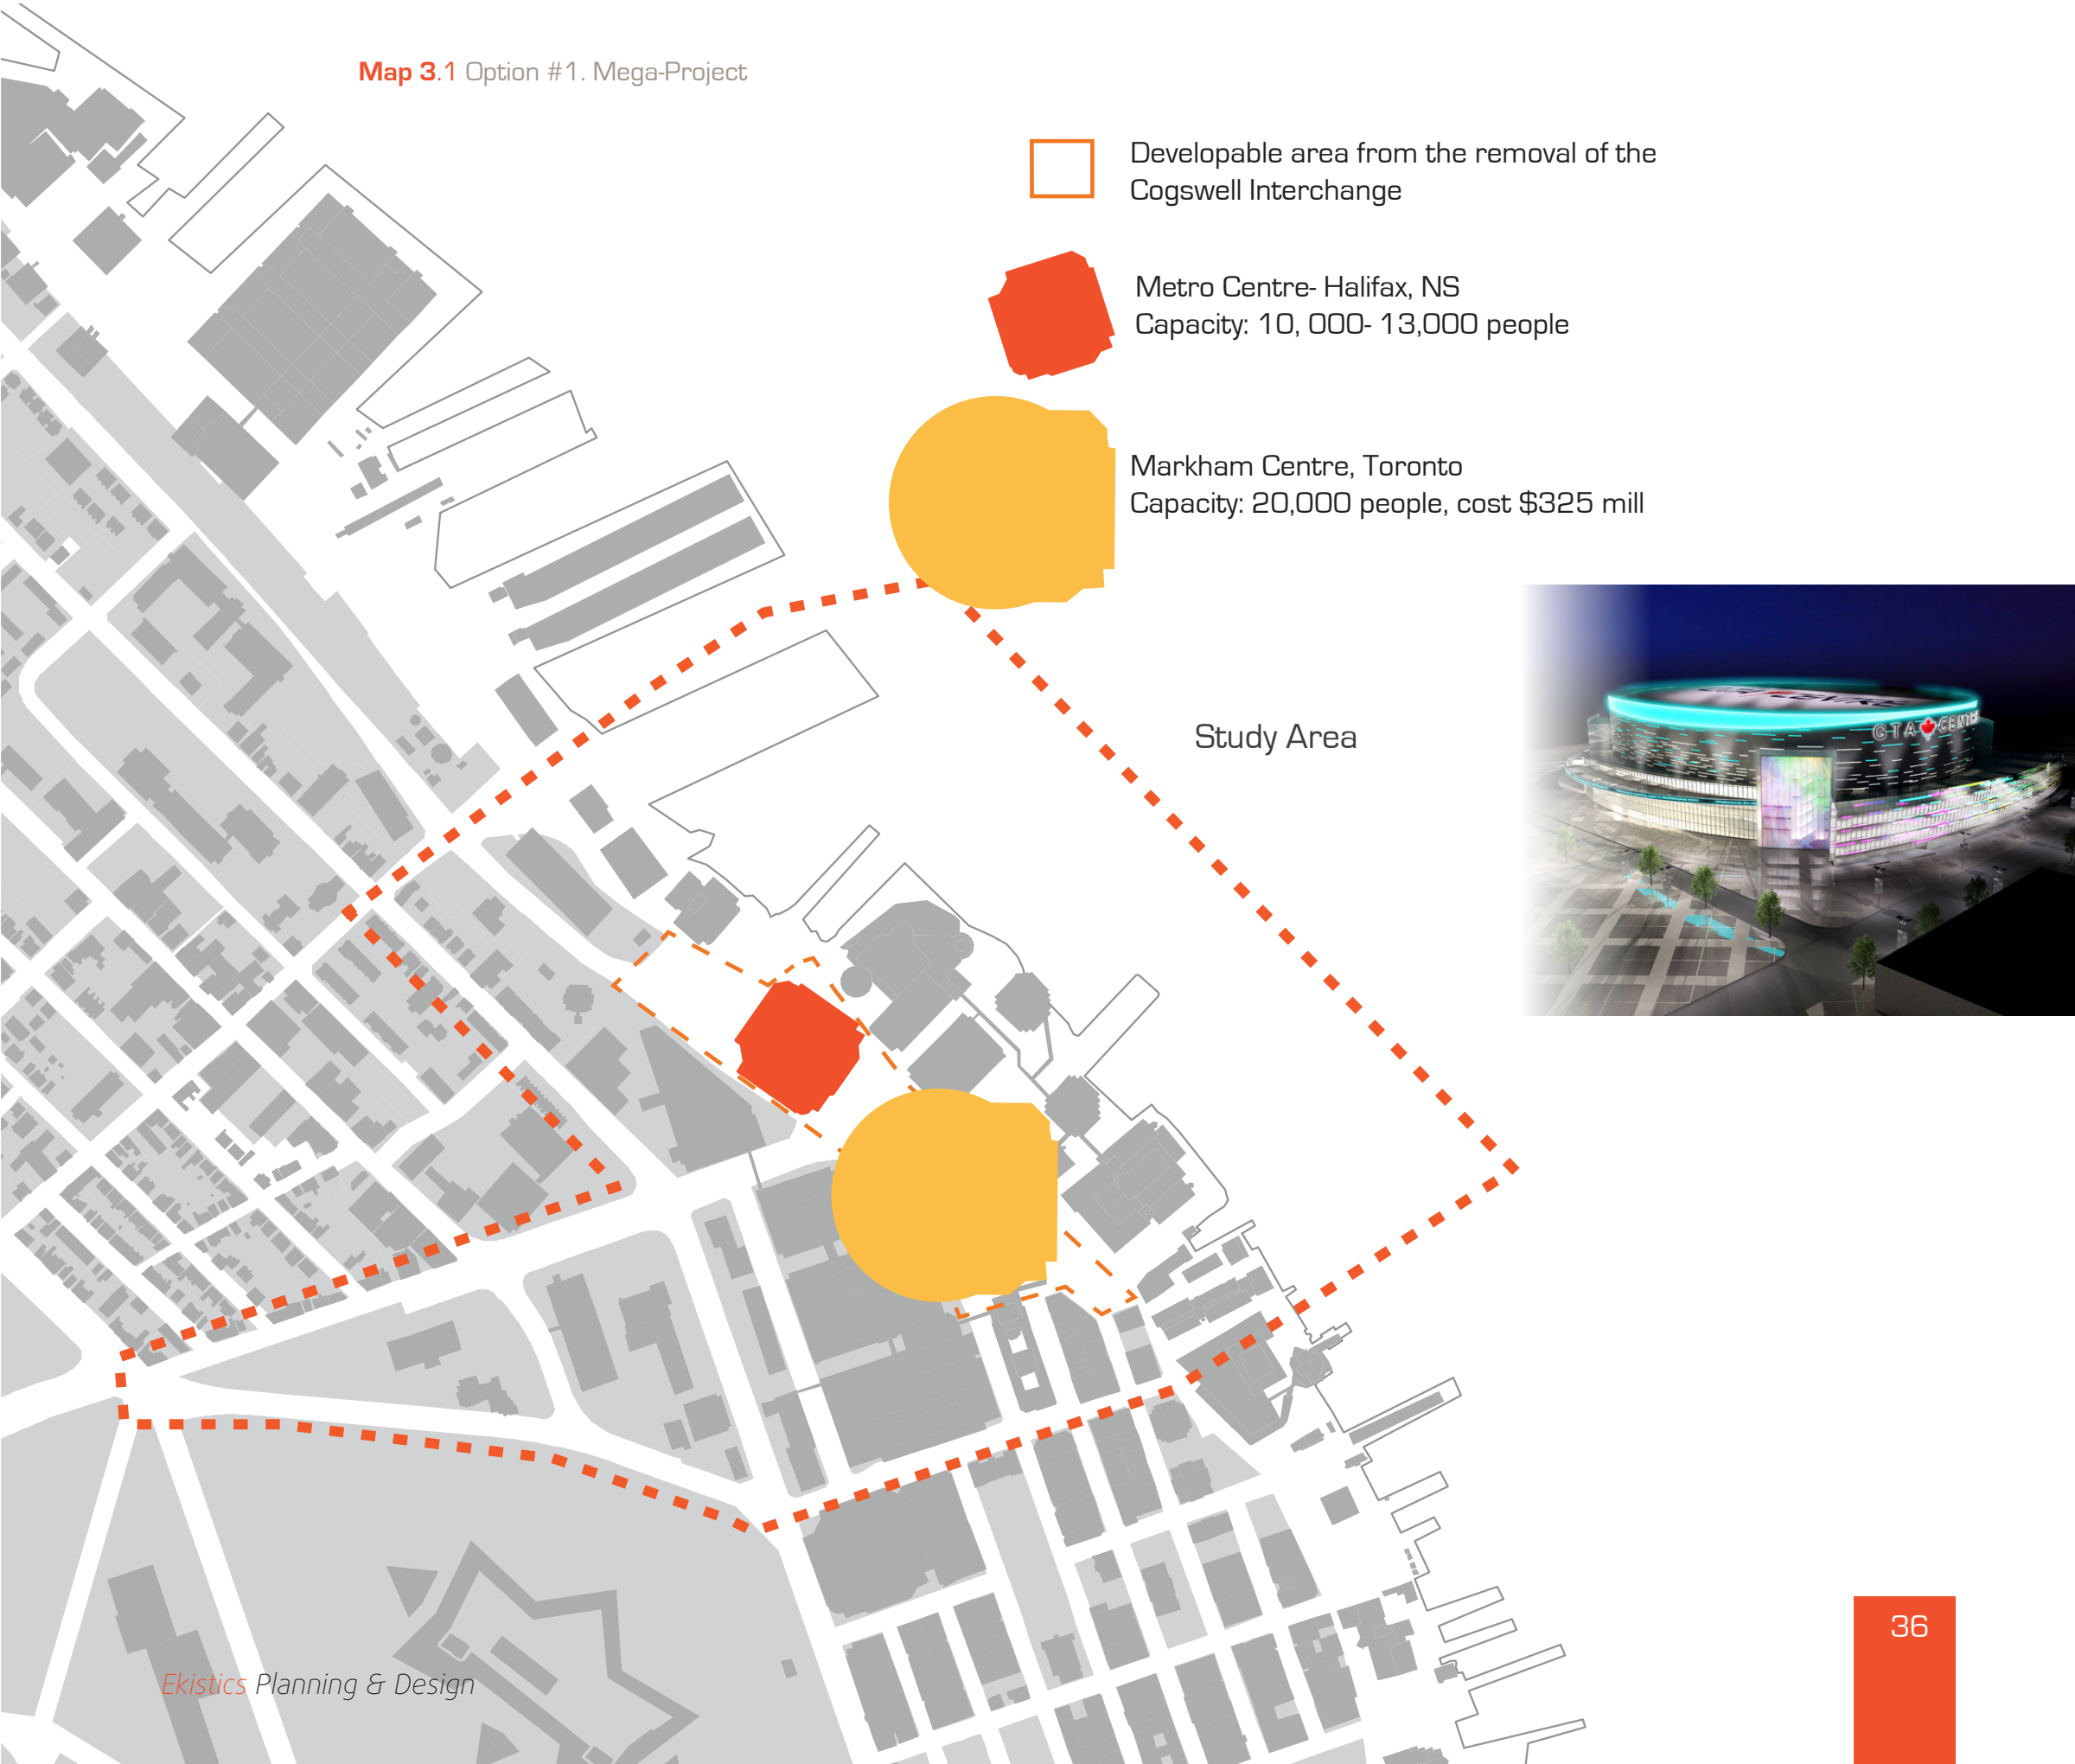 Map 3.1 Option #1. Mega-Project
Developable area from the removal of the
Cogswell Interchange
Metro Centre- Halifax, NS
Capacity: 10, 000- 13,000 people
Markham Centre, Toronto
Capacity: 20,000 people, cost $325 mill
Study Area
GTA CENTRE
36
Ekistics Planning & Design